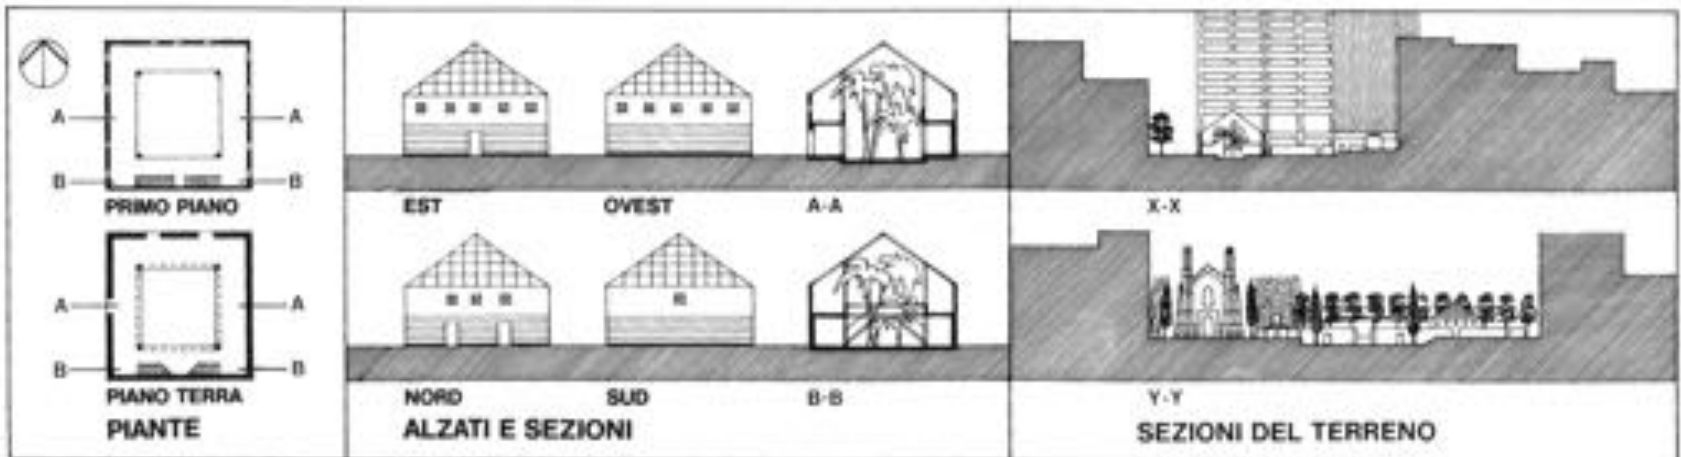 A A
B B
PRIMO PIANO
A A
B B
PIANO TERRA
PIANTE
EST OVEST A-A
NORD SUD B-B
ALZATI E SEZIONI
X-X
Y-Y
SEZIONI DEL TERRENO